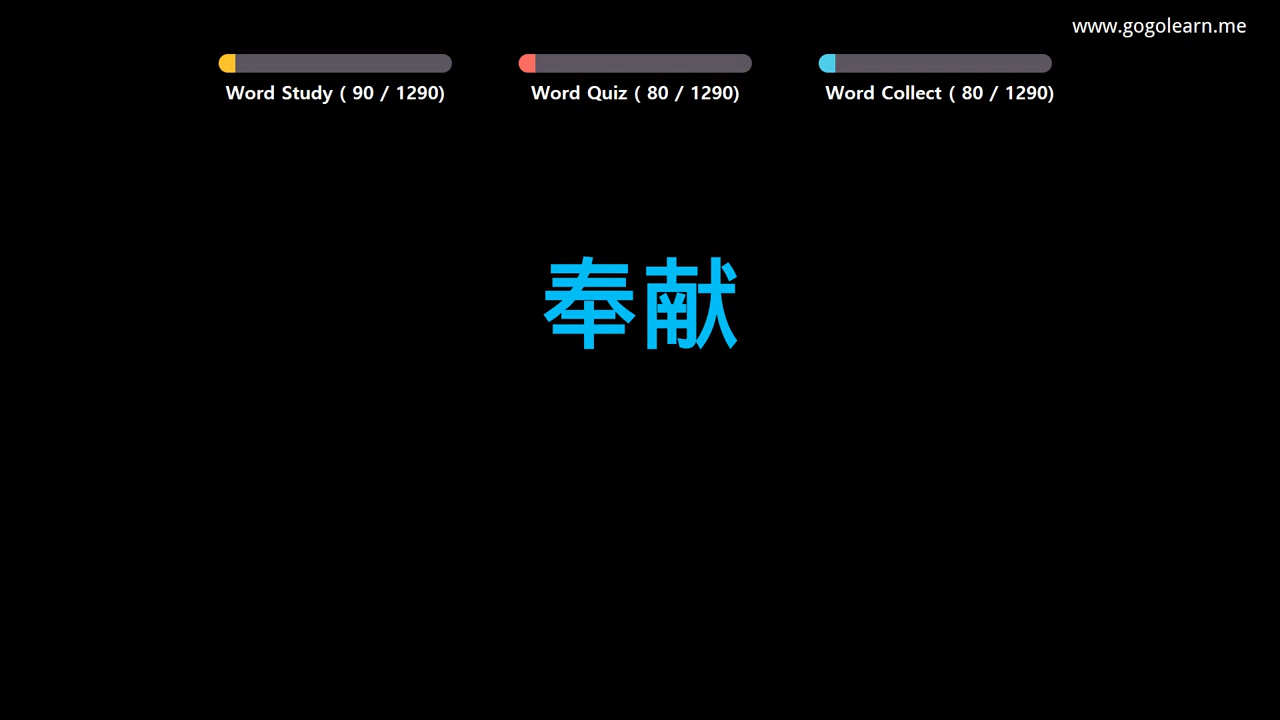 www.gogolearn.me
Word Study ( 90 / 1290)
Word Quiz ( 80 / 1290)
Word Collect ( 80 / 1290)
奉献